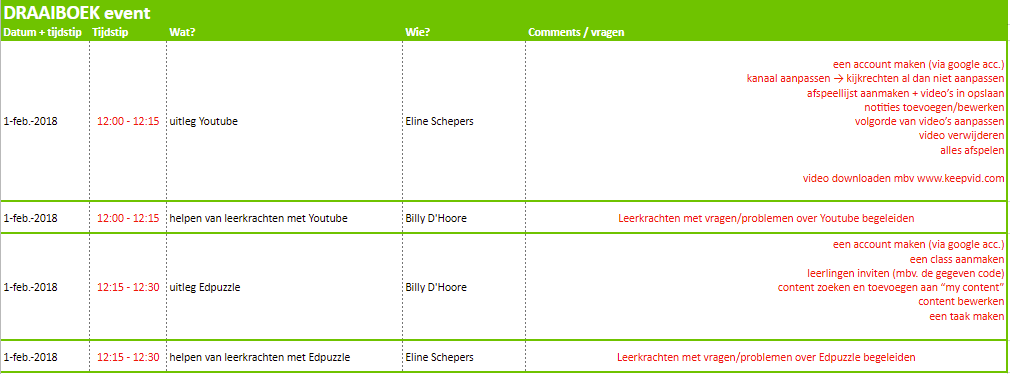 DRAAIBOEK event
Datum + tijdstip Tijdstip Wat? Wie? Comments / vragen
een account maken (via google acc.)
kanaal aanpassen → kijkrechten al dan niet aanpassen
afspeellijst aanmaken + video's in opslaan
notities toevoegen/bewerken
1-feb.-2018 12:00 - 12:15 uitleg Youtube Eline Schepers volgorde van video's aanpassen
video verwijderen
alles afspelen
video downloaden mbv www.keepvid.com
1-feb.-2018 12:00 - 12:15 helpen van leerkrachten met Youtube Billy D'Hoore Leerkrachten met vragen/problemen over Youtube begeleiden
een account maken (via google acc.)
een class aanmaken
leerlingen inviten (mbv. de gegeven code)
1-feb.-2018 12:15 - 12:30 uitleg Edpuzzle Billy D'Hoore content zoeken en toevoegen aan “my content”
content bewerken
een taak maken
1-feb.-2018 12:15 - 12:30 helpen van leerkrachten met Edpuzzle Eline Schepers Leerkrachten met vragen/problemen over Edpuzzle begeleiden